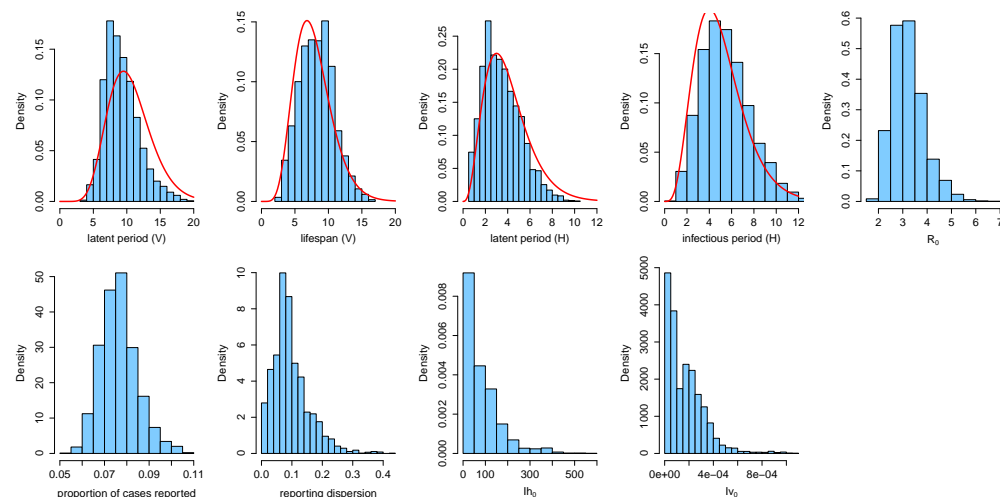 Density
0.00
0.05
0.10
0.15
0 5 10 15 20
latent period (V)
Density
0.00
0.05
0.10
0.15
0 5 10 15 20
lifespan (V)
Density
0.00
0.05
0.10
0.15
0.20
0.25
0 2 4 6 8 10 12
latent period (H)
Density
0.00
0.05
0.10
0.15
0 2 4 6 8 10 12
infectious period (H)
Density
0.0
0.1
0.2
0.3
0.4
0.5
0.6
2 3 4 5 6 7
R₀
Density
0
10
20
30
40
50
0.05 0.07 0.09 0.11
proportion of cases reported
Density
0
2
4
6
8
10
0.0 0.1 0.2 0.3 0.4
reporting dispersion
Density
0.000
0.002
0.004
0.006
0.008
0 100 300 500
Ih₀
Density
0
1000
2000
3000
4000
5000
0e+00 4e−04 8e−04
Iv₀